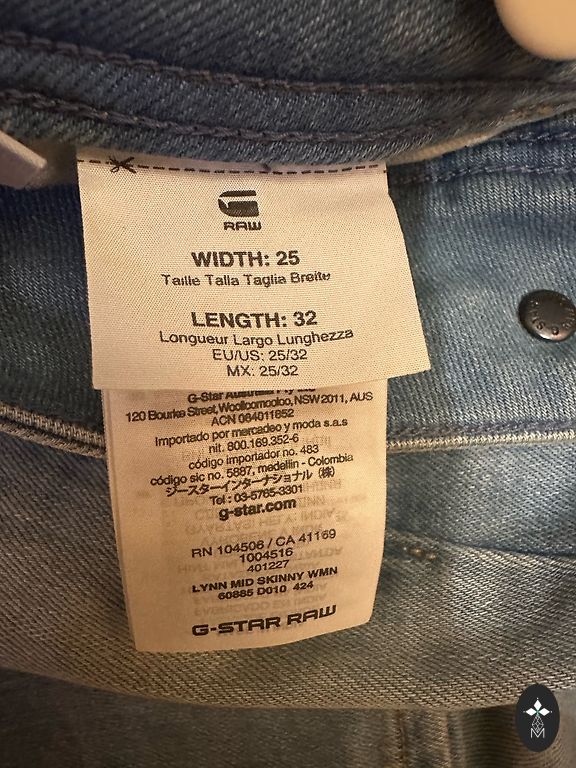 RAW
WIDTH: 25
Taille Talla Taglia Breite
LENGTH: 32
Longueur Largo Lunghezza
EU/US: 25/32
MX: 25/32
G-Star Australia Pty
120 Bourke Street, Woolloomooloo, NSW 2011, AUS
ACN 064011652
Importado por mercadeo y moda s.a.s
nit. 800.169.352-6
código importador no. 483
código sic no. 5887, medellin - Colombia
ジースターインターナショナル（株）
Tel : 03-5765-3301
g-star.com
RN 104506 / CA 41169
1004516
401227
LYNN MID SKINNY WMN
60885 D010 424
G-STAR RAW
M